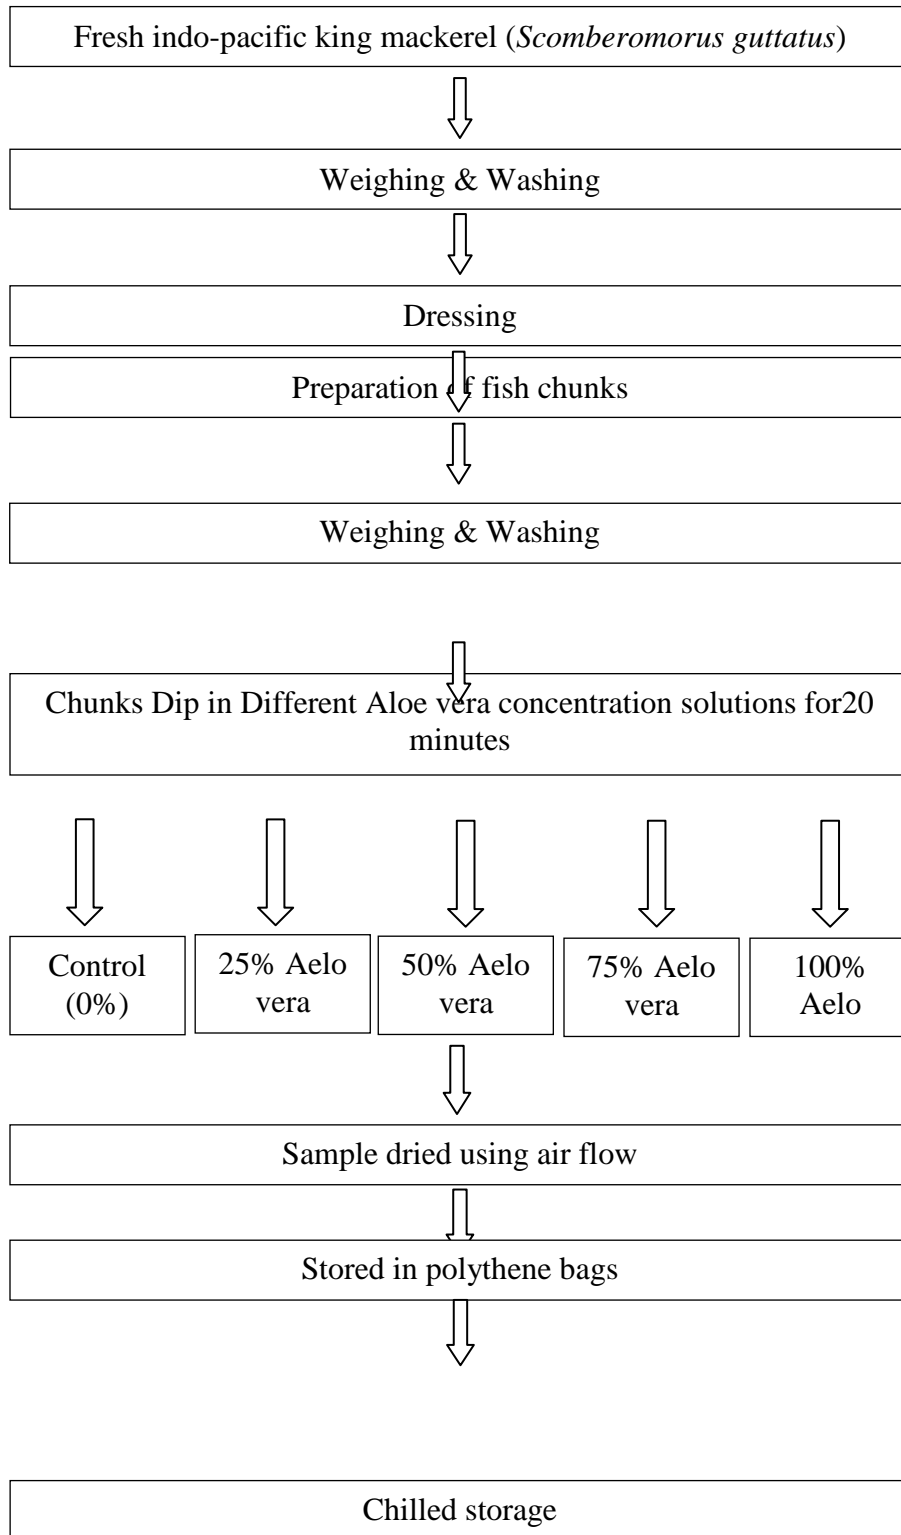 Fresh indo-pacific king mackerel (Scomberomorus guttatus)
Weighing & Washing
Dressing
Preparation of fish chunks
Weighing & Washing
Chunks Dip in Different Aloe vera concentration solutions for20
minutes
Control
(0%)
25% Aelo
vera
50% Aelo
vera
75% Aelo
vera
100%
Aelo
Sample dried using air flow
Stored in polythene bags
Chilled storage